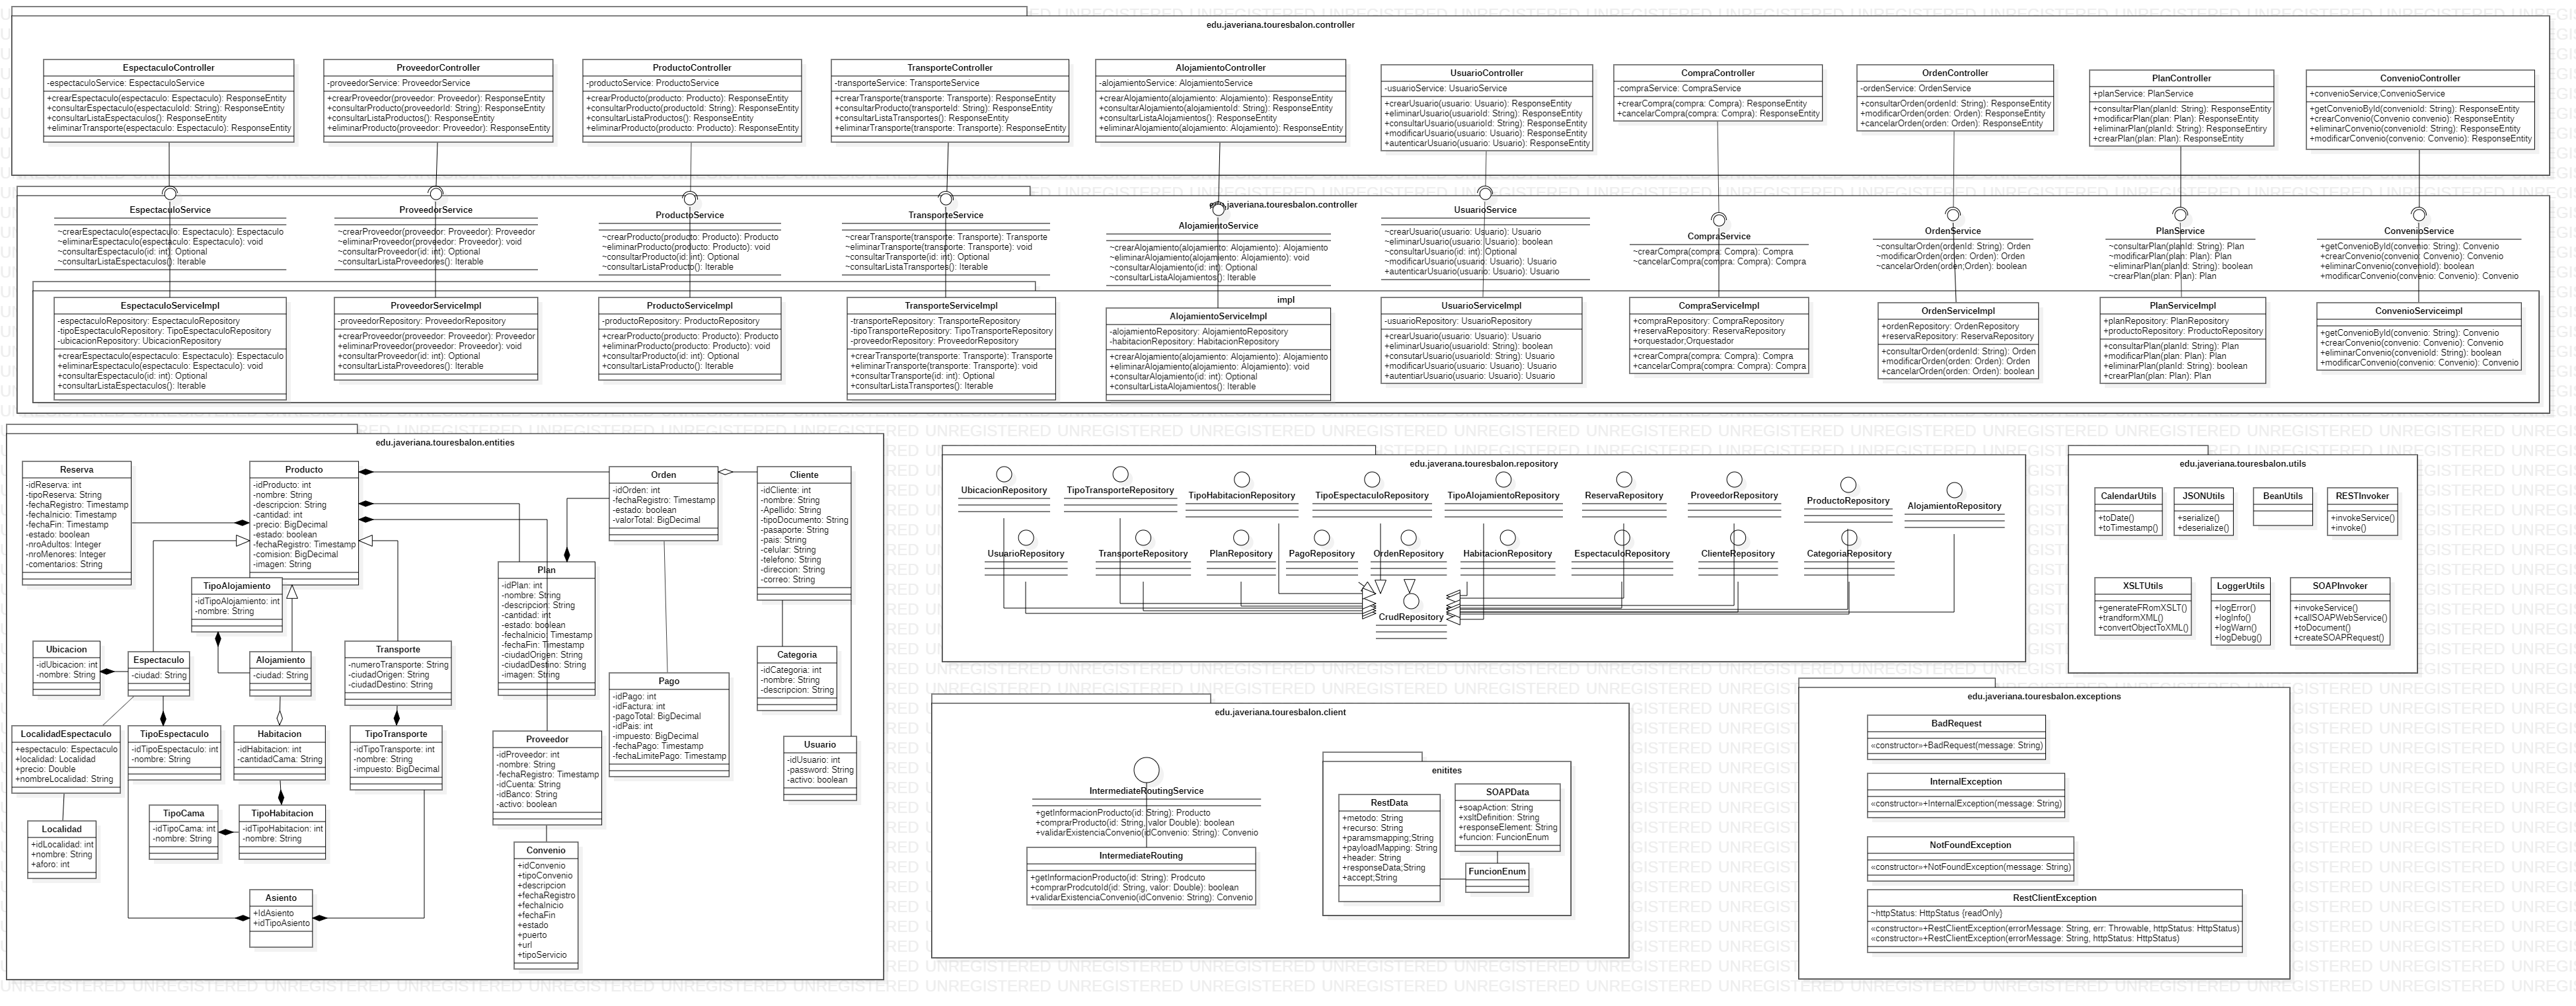 edu.javeriana.touresbalon.controller
EspectaculoController
-espectaculoService: EspectaculoService
+crearEspectaculo(espectaculo: Espectaculo): ResponseEntity
+consultarEspectaculo(espectaculoId: String): ResponseEntity
+consultarListaEspectaculos(): ResponseEntity
+eliminarTransporte(espectaculo: Espectaculo): ResponseEntity
ProveedorController
-proveedorService: ProveedorService
+crearProveedor(proveedor: Proveedor): ResponseEntity
+consultarProducto(proveedorId: String): ResponseEntity
+consultarListaProductos(): ResponseEntity
+eliminarProducto(proveedor: Proveedor): ResponseEntity
ProductoController
-productoService: ProductoService
+crearProducto(producto: Producto): ResponseEntity
+consultarProducto(productoId: String): ResponseEntity
+consultarListaProductos(): ResponseEntity
+eliminarProducto(producto: Producto): ResponseEntity
TransporteController
-transporteService: TransporteService
+crearTransporte(transporte: Transporte): ResponseEntity
+consultarProducto(transporteId: String): ResponseEntity
+consultarListaTransportes(): ResponseEntity
+eliminarTransporte(transporte: Transporte): ResponseEntity
AlojamientoController
-alojamientoService: AlojamientoService
+crearAlojamiento(alojamiento: Alojamiento): ResponseEntity
+consultarAlojamiento(alojamientoId: String): ResponseEntity
+consultarListaAlojamientos(): ResponseEntity
+eliminarAlojamiento(alojamiento: Alojamiento): ResponseEntity
UsuarioController
-usuarioService: UsuarioService
+crearUsuario(usuario: Usuario): ResponseEntity
+eliminarUsuario(usuarioId: String): ResponseEntity
+consultarUsuario(usuarioId: String): ResponseEntity
+modificarUsuario(usuario: Usuario): ResponseEntity
+autenticarUsuario(usuario: Usuario): ResponseEntity
CompraController
-compraService: CompraService
+crearCompra(compra: Compra): ResponseEntity
+cancelarCompra(compra: Compra): ResponseEntity
OrdenController
-ordenService: OrdenService
+consultarOrden(ordenId: String): ResponseEntity
+modificarOrden(orden: Orden): ResponseEntity
+cancelarOrden(orden: Orden): ResponseEntity
PlanController
+planService: PlanService
+consultarPlan(planId: String): ResponseEntity
+modificarPlan(plan: Plan): ResponseEntity
+eliminarPlan(planId: String): ResponseEntity
+crearPlan(plan: Plan): ResponseEntity
ConvenioController
+convenioService;ConvenioService
+getConvenioById(convenioId: String): ResponseEntity
+crearConvenio(Convenio convenio): ResponseEntity
+eliminarConvenio(convenioId: String): ResponseEntity
+modificarConvenio(convenio: Convenio): ResponseEntity
edu.javeriana.touresbalon.controller
EspectaculoService
~crearEspectaculo(espectaculo: Espectaculo): Espectaculo
~eliminarEspectaculo(espectaculo: Espectaculo): void
~consultarEspectaculo(id: int): Optional
~consultarListaEspectaculos(): Iterable
ProveedorService
~crearProveedor(proveedor: Proveedor): Proveedor
~eliminarProveedor(proveedor: Proveedor): void
~consultarProveedor(id: int): Optional
~consultarListaProveedores(): Iterable
ProductoService
~crearProducto(producto: Producto): Producto
~eliminarProducto(producto: Producto): void
~consultarProducto(id: int): Optional
~consultarListaProducto(): Iterable
TransporteService
~crearTransporte(transporte: Transporte): Transporte
~eliminarTransporte(transporte: Transporte): void
~consultarTransporte(id: int): Optional
~consultarListaTransportes(): Iterable
AlojamientoService
~crearAlojamiento(alojamiento: Alojamiento): Alojamiento
~eliminarAlojamiento(alojamiento: Alojamiento): void
~consultarAlojamiento(id: int): Optional
~consultarListaAlojamientos(): Iterable
UsuarioService
~crearUsuario(usuario: Usuario): Usuario
~eliminarUsuario(usuario: Usuario): boolean
~consultarUsuario(id: int): Optional
~modificarUsuario(usuario: Usuario): Usuario
+autenticarUsuario(usuario: Usuario): Usuario
CompraService
~crearCompra(compra: Compra): Compra
~cancelarCompra(compra: Compra): Compra
OrdenService
~consultarOrden(ordenId: String): Orden
~modificarOrden(orden: Orden): Orden
~cancelarOrden(orden;Orden): boolean
PlanService
~consultarPlan(planId: String): Plan
~modificarPlan(plan: Plan): Plan
~eliminarPlan(planId: String): boolean
~crearPlan(plan: Plan): Plan
ConvenioService
+getConvenioById(convenio: String): Convenio
+crearConvenio(convenio: Convenio): Convenio
+eliminarConvenio(convenioId): boolean
+modificarConvenio(convenio: Convenio): Convenio
impl
EspectaculoServiceImpl
-espectaculoRepository: EspectaculoRepository
-tipoEspectaculoRepository: TipoEspectaculoRepository
-ubicacionRepository: UbicacionRepository
+crearEspectaculo(espectaculo: Espectaculo): Espectaculo
+eliminarEspectaculo(espectaculo: Espectaculo): void
+consultarEspectaculo(id: int): Optional
+consultarListaEspectaculos(): Iterable
ProveedorServiceImpl
-proveedorRepository: ProveedorRepository
+crearProveedor(proveedor: Proveedor): Proveedor
+eliminarProveedor(proveedor: Proveedor): void
+consultarProveedor(id: int): Optional
+consultarListaProveedores(): Iterable
ProductoServiceImpl
-productoRepository: ProductoRepository
+crearProducto(producto: Producto): Producto
+eliminarProducto(producto: Producto): void
+consultarProducto(id: int): Optional
+consultarListaProducto(): Iterable
TransporteServiceImpl
-transporteRepository: TransporteRepository
-tipoTransporteRepository: TipoTransporteRepository
-proveedorRepository: ProveedorRepository
+crearTransporte(transporte: Transporte): Transporte
+eliminarTransporte(transporte: Transporte): void
+consultarTransporte(id: int): Optional
+consultarListaTransportes(): Iterable
AlojamientoServiceImpl
-alojamientoRepository: AlojamientoRepository
-habitacionRepository: HabitacionRepository
+crearAlojamiento(alojamiento: Alojamiento): Alojamiento
+eliminarAlojamiento(alojamiento: Alojamiento): void
+consultarAlojamiento(id: int): Optional
+consultarListaAlojamientos(): Iterable
UsuarioServiceImpl
-usuarioRepository: UsuarioRepository
+crearUsuario(usuario: Usuario): Usuario
+eliminarUsuario(usuarioId: String): boolean
+consutarUsuario(usuarioId: String): Usuario
+modificarUsuario(usuario: Usuario): Usuario
+autentiarUsuario(usuario: Usuario): Usuario
CompraServiceImpl
+compraRepository: CompraRepository
+reservaRepository: ReservaRepository
+orquestador;Orquestador
+crearCompra(compra: Compra): Compra
+cancelarCompra(compra: Compra): Compra
OrdenServiceImpl
+ordenRepository: OrdenRepository
+reservaRepository: ReservaRepository
+consultarOrden(ordenId: String): Orden
+modificarOrden(orden: Orden): Orden
+cancelarOrden(orden: Orden): boolean
PlanServiceImpl
+planRepository: PlanRepository
+productoRepository: ProductoRepository
+consultarPlan(planId: String): Plan
+modificarPlan(plan: Plan): Plan
+eliminarPlan(planId: String): boolean
+crearPlan(plan: Plan): Plan
ConvenioServiceimpl
+getConvenioById(convenio: String): Convenio
+crearConvenio(convenio: Convenio): Convenio
+eliminarConvenio(convenioId: String): boolean
+modificarConvenio(convenio: Convenio): Convenio
edu.javeriana.touresbalon.entities
Reserva
-idReserva: int
-tipoReserva: String
-fechaRegistro: Timestamp
-fechaInicio: Timestamp
-fechaFin: Timestamp
-estado: boolean
-nroAdultos: Integer
-nroMenores: Integer
-comentarios: String
Producto
-idProducto: int
-nombre: String
-descripcion: String
-cantidad: int
-precio: BigDecimal
-estado: boolean
-fechaRegistro: Timestamp
-comision: BigDecimal
-imagen: String
Orden
-idOrden: int
-fechaRegistro: Timestamp
-estado: boolean
-valorTotal: BigDecimal
Cliente
-idCliente: int
-nombre: String
-Apellido: String
-tipoDocumento: String
-pasaporte: String
-pais: String
-celular: String
-telefono: String
-direccion: String
-correo: String
TipoAlojamiento
-idTipoAlojamiento: int
-nombre: String
Plan
-idPlan: int
-nombre: String
-descripcion: String
-cantidad: int
-estado: boolean
-fechaInicio: Timestamp
-fechaFin: Timestamp
-ciudadOrigen: String
-ciudadDestino: String
-imagen: String
Ubicacion
-idUbicacion: int
-nombre: String
Espectaculo
-ciudad: String
Alojamiento
-ciudad: String
Transporte
-numeroTransporte: String
-ciudadOrigen: String
-ciudadDestino: String
Categoria
-idCategoria: int
-nombre: String
-descripcion: String
Pago
-idPago: int
-idFactura: int
-pagoTotal: BigDecimal
-idPais: int
-impuesto: BigDecimal
-fechaPago: Timestamp
-fechaLimitePago: Timestamp
LocalidadEspectaculo
+espectaculo: Espectaculo
+localidad: Localidad
+precio: Double
+nombreLocalidad: String
TipoEspectaculo
-idTipoEspectaculo: int
-nombre: String
Habitacion
-idHabitacion: int
-cantidadCama: String
TipoTransporte
-idTipoTransporte: int
-nombre: String
-impuesto: BigDecimal
Proveedor
-idProveedor: int
-nombre: String
-fechaRegistro: Timestamp
-idCuenta: String
-idBanco: String
-activo: boolean
Usuario
-idUsuario: int
-password: String
-activo: boolean
Localidad
+idLocalidad: int
+nombre: String
+aforo: int
TipoCama
-idTipoCama: int
-nombre: String
TipoHabitacion
-idTipoHabitacion: int
-nombre: String
Convenio
+idConvenio
+tipoConvenio
+descripcion
+fechaRegistro
+fechaInicio
+fechaFin
+estado
+puerto
+url
+tipoServicio
Asiento
+IdAsiento
+idTipoAsiento
edu.javerana.touresbalon.repository
UbicacionRepository
TipoTransporteRepository
TipoHabitacionRepository
TipoEspectaculoRepository
TipoAlojamientoRepository
ReservaRepository
ProveedorRepository
ProductoRepository
AlojamientoRepository
UsuarioRepository
TransporteRepository
PlanRepository
PagoRepository
OrdenRepository
HabitacionRepository
EspectaculoRepository
ClienteRepository
CategoriaRepository
CrudRepository
edu.javeriana.touresbalon.utils
CalendarUtils
+toDate()
+toTimestamp()
JSONUtils
+serialize()
+deserialize()
BeanUtils
RESTInvoker
+invokeService()
+invoke()
XSLTUtils
+generateFRomXSLT()
+trandformXML()
+convertObjectToXML()
LoggerUtils
+logError()
+logInfo()
+logWarn()
+logDebug()
SOAPInvoker
+invokeService()
+callSOAPWebService()
+toDocument()
+createSOAPRequest()
edu.javeriana.touresbalon.client
IntermediateRoutingService
+getInformacionProducto(id: String): Producto
+comprarProducto(id: String, valor Double): boolean
+validarExistenciaConvenio(idConvenio: String): Convenio
IntermediateRouting
+getInformacionProducto(id: String): Prodcuto
+comprarProdcutoId(id: String, valor: Double): boolean
+validarExistenciaConvenio(idConvenio: String): Convenio
enitites
RestData
+metodo: String
+recurso: String
+paramsmapping;String
+payloadMapping: String
+header: String
+responseData;String
+accept;String
SOAPData
+soapAction: String
+xsltDefinition: String
+responseElement: String
+funcion: FuncionEnum
FuncionEnum
edu.javeriana.touresbalon.exceptions
BadRequest
«constructor»+BadRequest(message: String)
InternalException
«constructor»+InternalException(message: String)
NotFoundException
«constructor»+NotFoundException(message: String)
RestClientException
~httpStatus: HttpStatus {readOnly}
«constructor»+RestClientException(errorMessage: String, err: Throwable, httpStatus: HttpStatus)
«constructor»+RestClientException(errorMessage: String, httpStatus: HttpStatus)